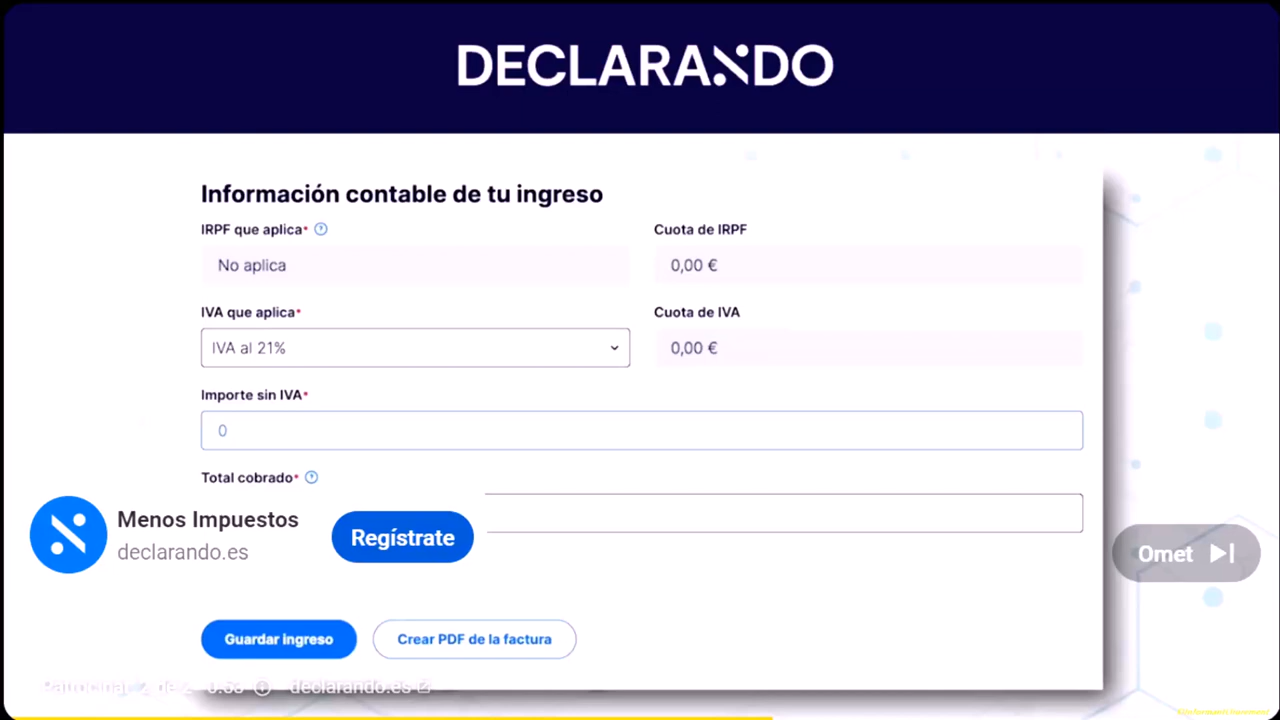 DECLARANDO
Información contable de tu ingreso
IRPF que aplica*
Cuota de IRPF
No aplica
0,00 €
IVA que aplica*
Cuota de IVA
IVA al 21%
0,00 €
Importe sin IVA*
0
Total cobrado*
Menos Impuestos
declarando.es
Regístrate
Omet
Guardar ingreso
Crear PDF de la factura
declarando.es